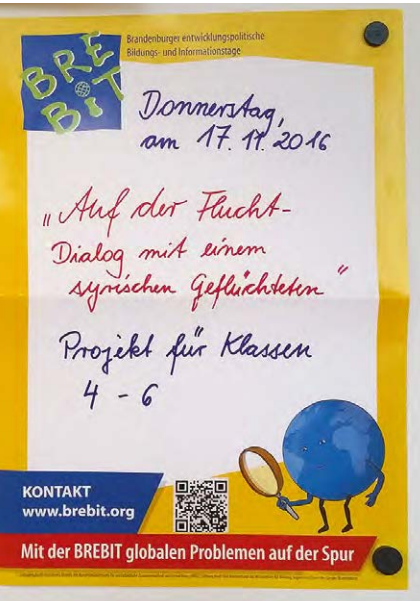 BRE
BIT
Brandenburger entwicklungspolitische
Bildungs- und Informationstage
Donnerstag,
am 17.11.2016
„Auf der Flucht-
Dialog mit einem
syrischen Geflüchteten"
Projekt für Klassen
4 - 6
KONTAKT
www.brebit.org
Mit der BREBIT globalen Problemen auf der Spur